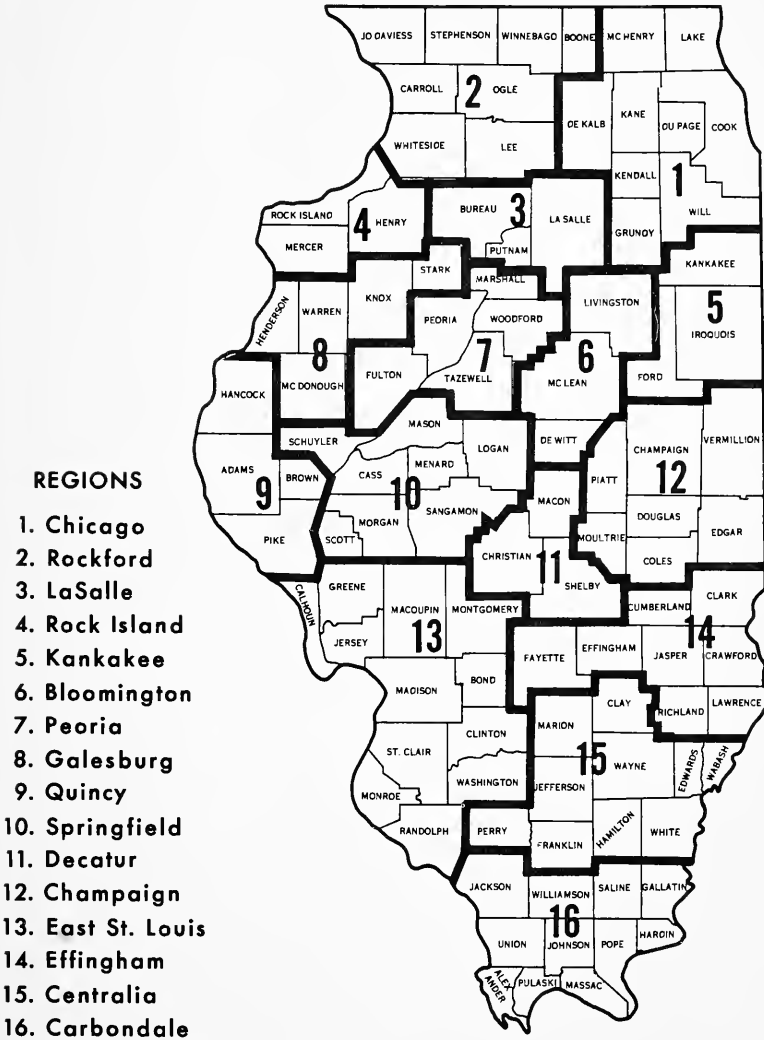 JO DAVIESS STEPHENSON WINNEBAGO BOONE MC HENRY LAKE
CARROLL 2 OGLE
DE KALB KANE DU PAGE COOK
WHITESIDE LEE
KENDALL 1
BUREAU 3 LA SALLE
ROCK ISLAND 4 HENRY WILL
PUTNAM GRUNDY
MERCER
KANKAKEE
STARK MARSHALL
HENDERSON WARREN KNOX LIVINGSTON
PEORIA WOODFORD 5
IROQUOIS
8 7 6
FULTON TAZEWELL MC LEAN FORD
HANCOCK MC DONOUGH
MASON
SCHUYLER LOGAN DE WITT CHAMPAIGN VERMILLION
ADAMS BROWN CASS MENARD PIATT 12
9 10 MACON
PIKE SCOTT MORGAN SANGAMON DOUGLAS
MOULTRIE EDGAR
CHRISTIAN 11 COLES
SHELBY
CALHOUN GREENE MACOUPIN MONTGOMERY CUMBERLAND CLARK
13 14
JERSEY FAYETTE EFFINGHAM JASPER CRAWFORD
BOND
MADISON CLAY RICHLAND LAWRENCE
MARION
CLINTON
ST. CLAIR 15 WAYNE EDWARDS WABASH
WASHINGTON JEFFERSON
MONROE
RANDOLPH PERRY FRANKLIN HAMILTON WHITE
JACKSON WILLIAMSON SALINE GALLATIN
16
UNION JOHNSON POPE HARDIN
ALEX
ANDER PULASKI MASSAC
REGIONS
1. Chicago
2. Rockford
3. LaSalle
4. Rock Island
5. Kankakee
6. Bloomington
7. Peoria
8. Galesburg
9. Quincy
10. Springfield
11. Decatur
12. Champaign
13. East St. Louis
14. Effingham
15. Centralia
16. Carbondale